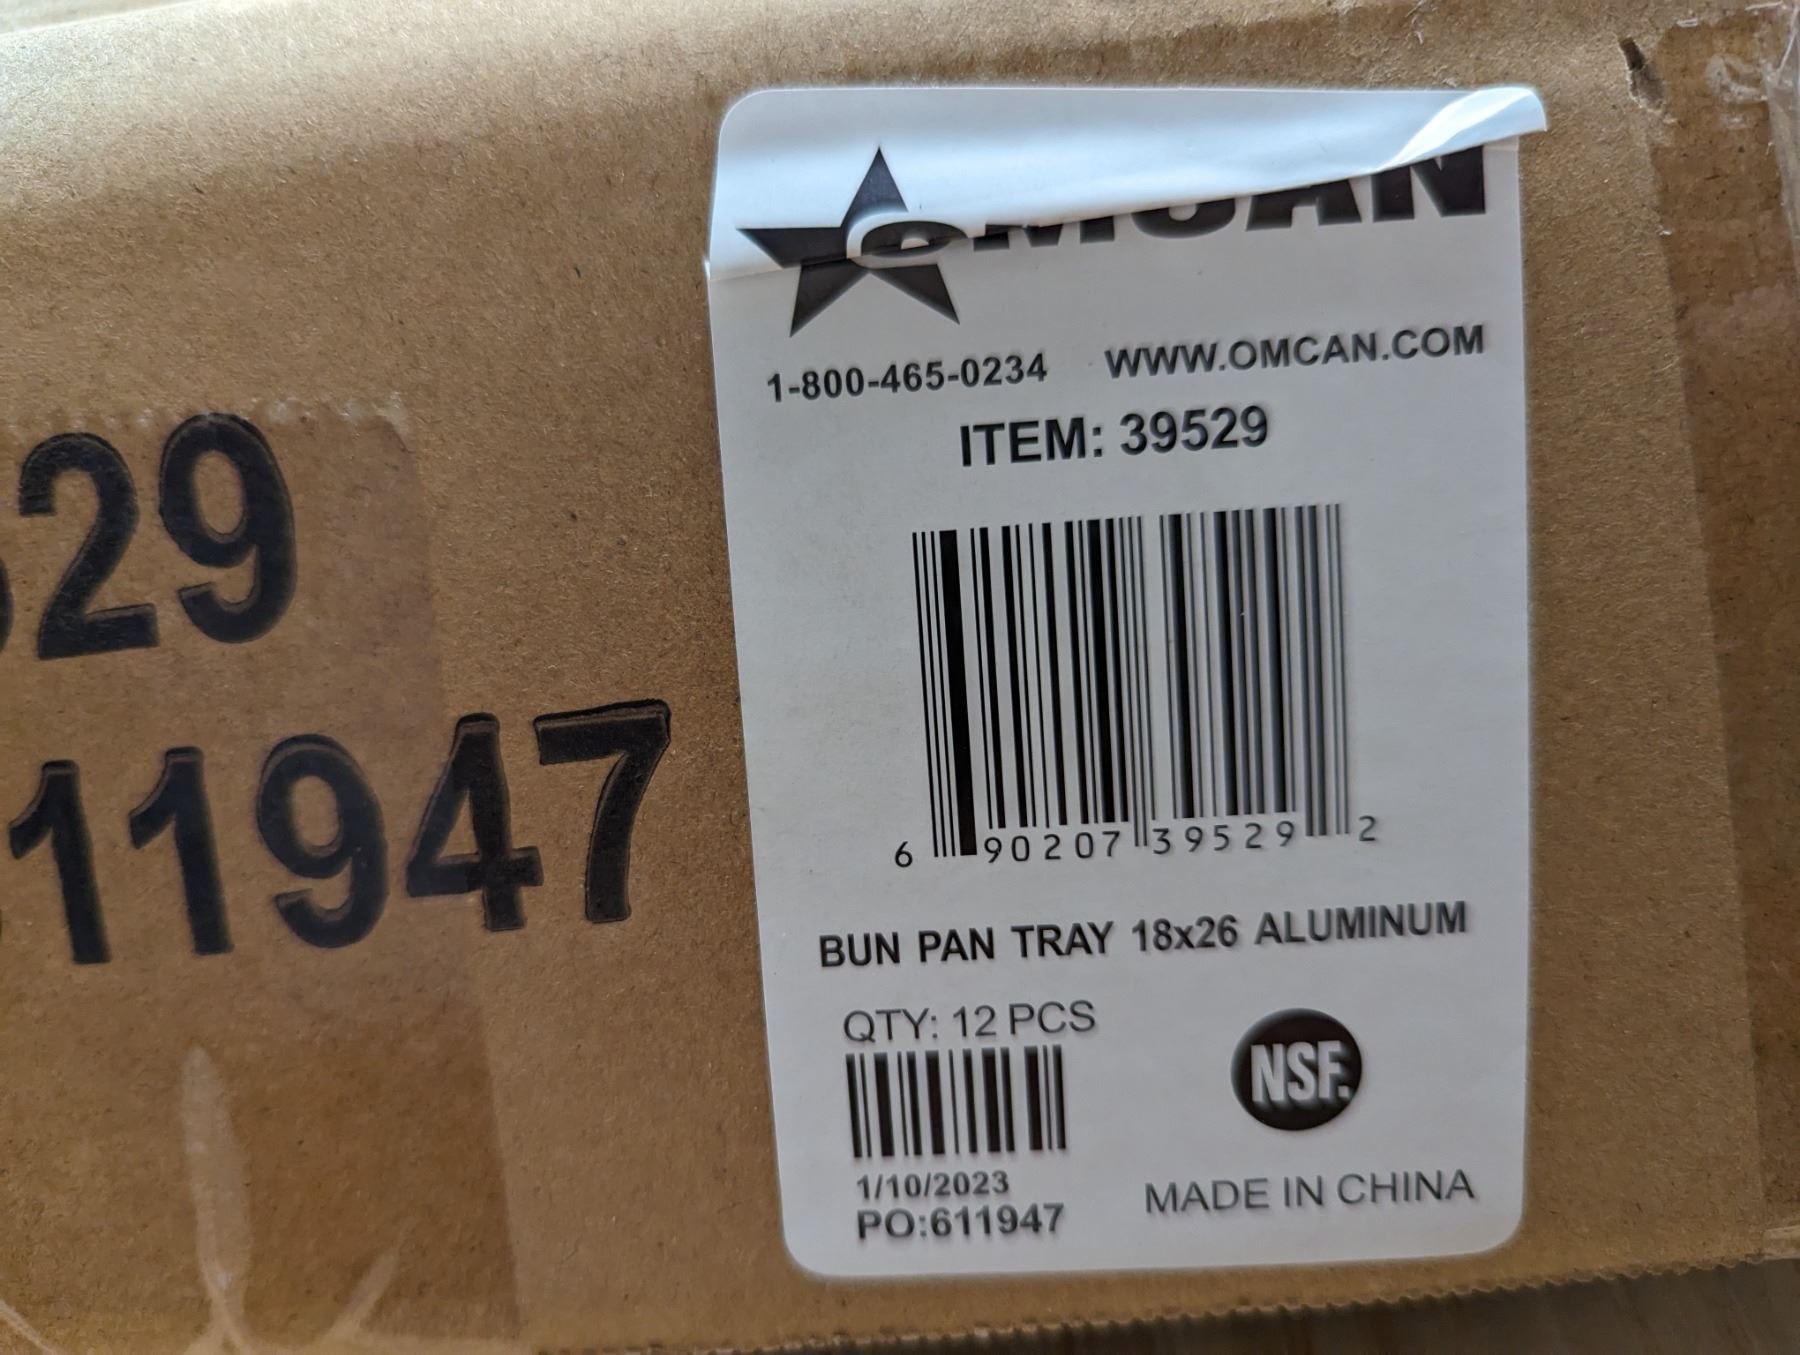 29
11947
OMCAN
1-800-465-0234 WWW.OMCAN.COM
ITEM: 39529
6 90207 39529 2
BUN PAN TRAY 18x26 ALUMINUM
QTY: 12 PCS
NSF.
1/10/2023
PO:611947
MADE IN CHINA